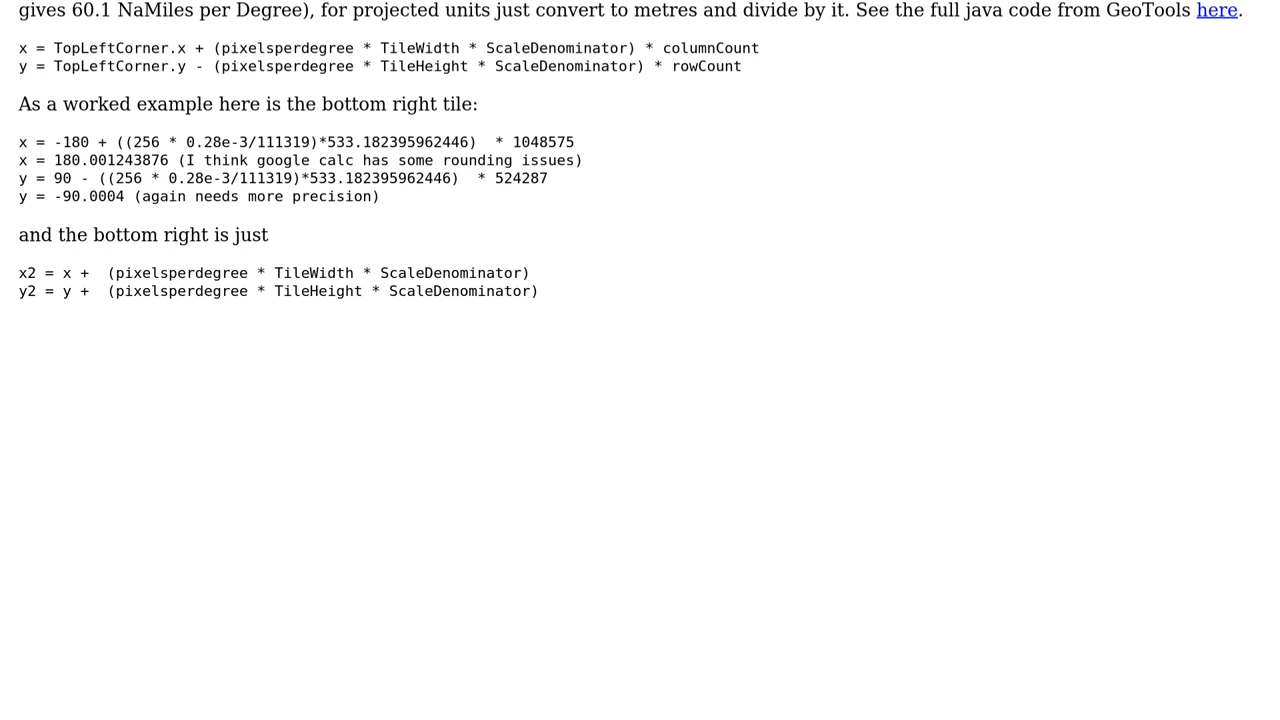 gives 60.1 NaMiles per Degree), for projected units just convert to metres and divide by it. See the full java code from GeoTools here.
x = TopLeftCorner.x + (pixelsperdegree * TileWidth * ScaleDenominator) * columnCount
y = TopLeftCorner.y - (pixelsperdegree * TileHeight * ScaleDenominator) * rowCount
As a worked example here is the bottom right tile:
x = -180 + ((256 * 0.28e-3/111319)*533.182395962446)  * 1048575
x = 180.001243876 (I think google calc has some rounding issues)
y = 90 - ((256 * 0.28e-3/111319)*533.182395962446)  * 524287
y = -90.0004 (again needs more precision)
and the bottom right is just
x2 = x +  (pixelsperdegree * TileWidth * ScaleDenominator)
y2 = y +  (pixelsperdegree * TileHeight * ScaleDenominator)